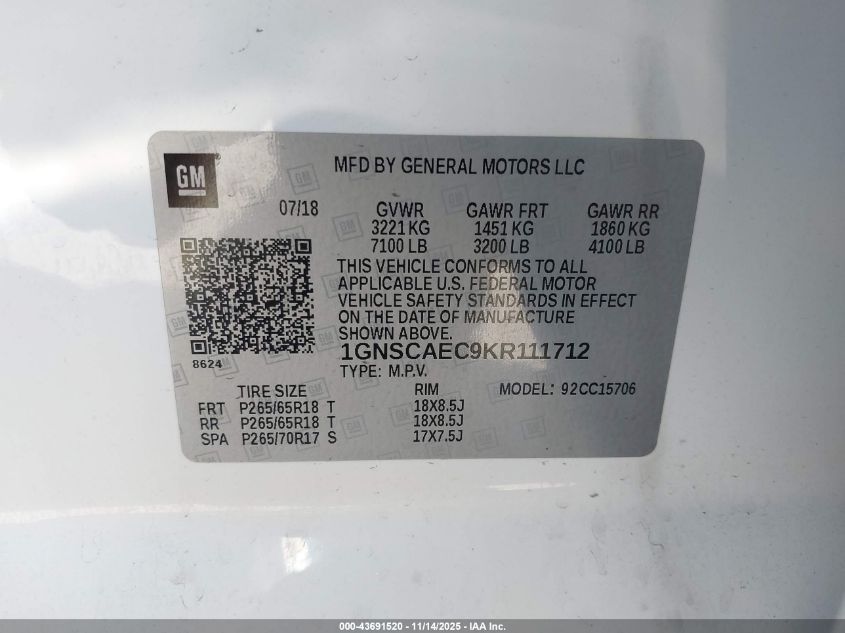 GM
MFD BY GENERAL MOTORS LLC
07/18
GVWR GAWR FRT GAWR RR
3221 KG 1451 KG 1860 KG
7100 LB 3200 LB 4100 LB
THIS VEHICLE CONFORMS TO ALL
APPLICABLE U.S. FEDERAL MOTOR
VEHICLE SAFETY STANDARDS IN EFFECT
ON THE DATE OF MANUFACTURE
SHOWN ABOVE.
8624
1GNSCAEC9KR111712
TYPE: M.P.V.
TIRE SIZE RIM MODEL: 92CC15706
FRT P265/65R18 T 18X8.5J
RR P265/65R18 T 18X8.5J
SPA P265/70R17 S 17X7.5J
000-43691520 - 11/14/2025 - IAA Inc.